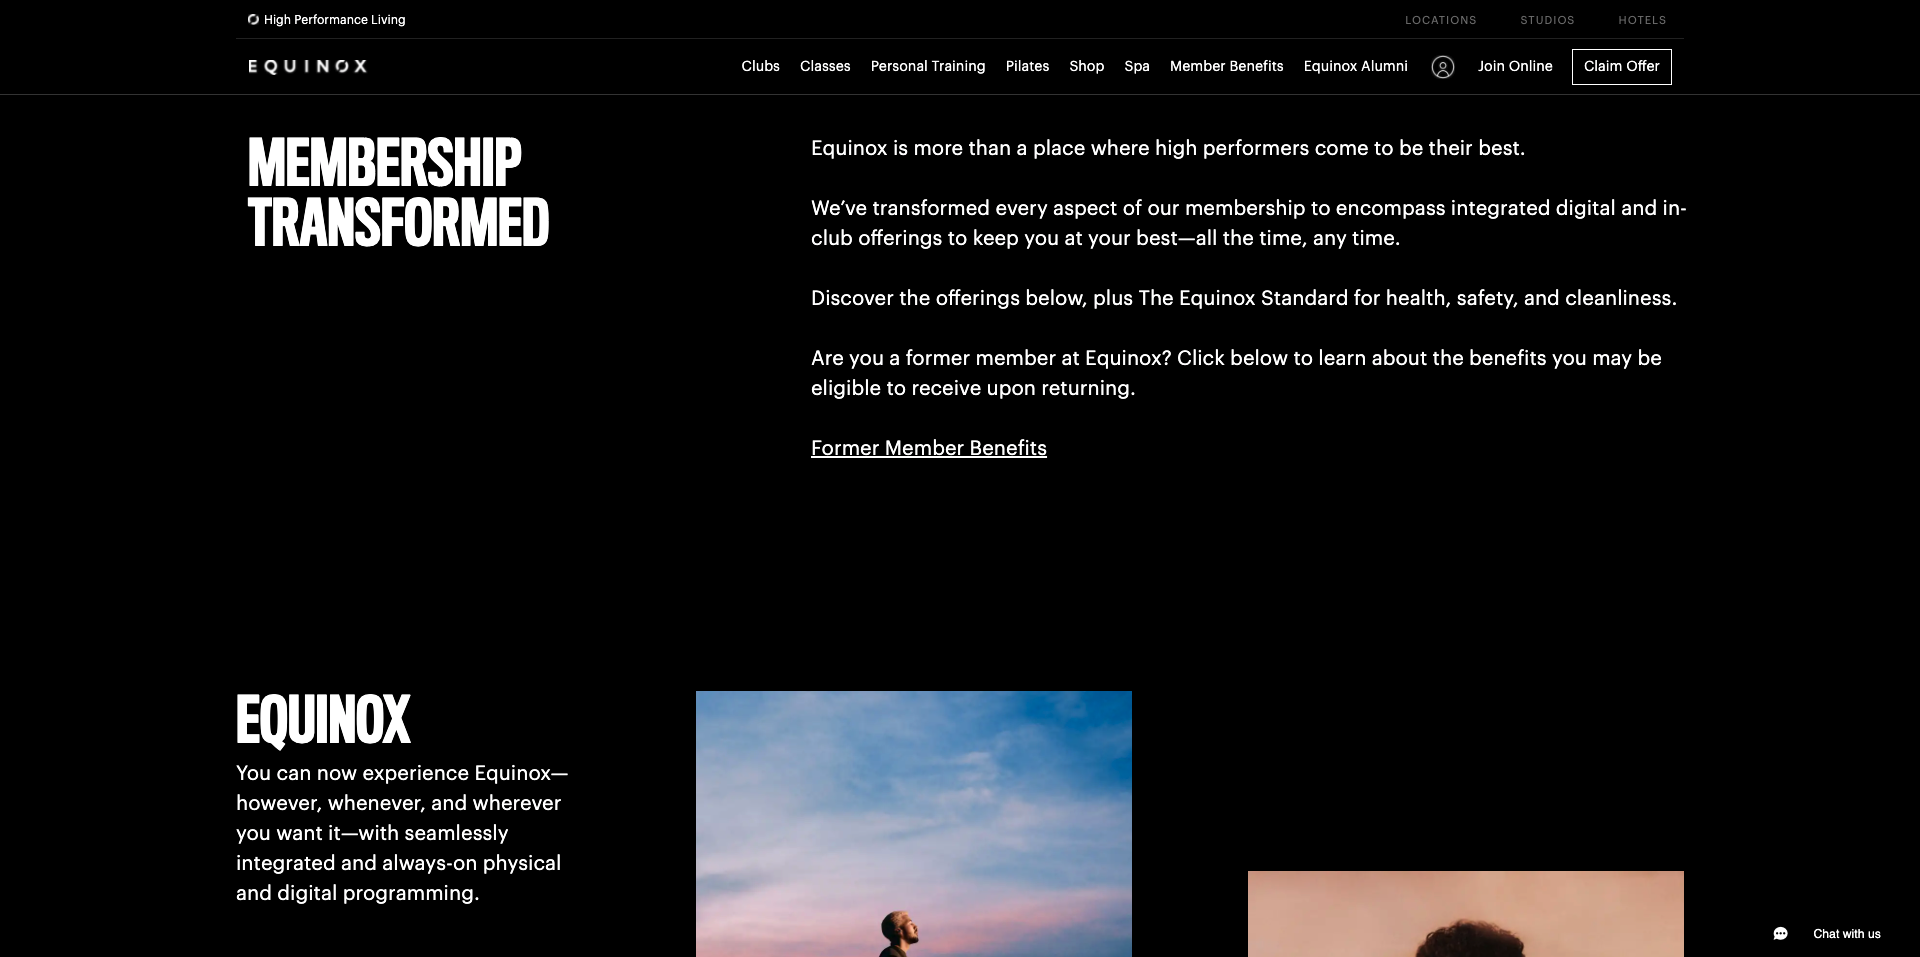 High Performance Living
LOCATIONS STUDIOS HOTELS
EQUINOX
Clubs Classes Personal Training Pilates Shop Spa Member Benefits Equinox Alumni Join Online Claim Offer
MEMBERSHIP
TRANSFORMED
Equinox is more than a place where high performers come to be their best.
We’ve transformed every aspect of our membership to encompass integrated digital and in-
club offerings to keep you at your best—all the time, any time.
Discover the offerings below, plus The Equinox Standard for health, safety, and cleanliness.
Are you a former member at Equinox? Click below to learn about the benefits you may be
eligible to receive upon returning.
Former Member Benefits
EQUINOX
You can now experience Equinox—
however, whenever, and wherever
you want it—with seamlessly
integrated and always-on physical
and digital programming.
Chat with us